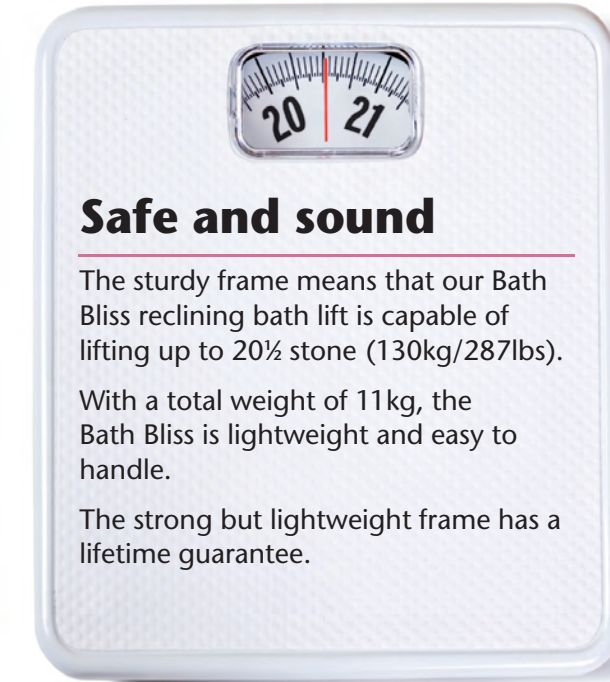 20 21
Safe and sound
The sturdy frame means that our Bath
Bliss reclining bath lift is capable of
lifting up to 20½ stone (130kg/287lbs).
With a total weight of 11kg, the
Bath Bliss is lightweight and easy to
handle.
The strong but lightweight frame has a
lifetime guarantee.